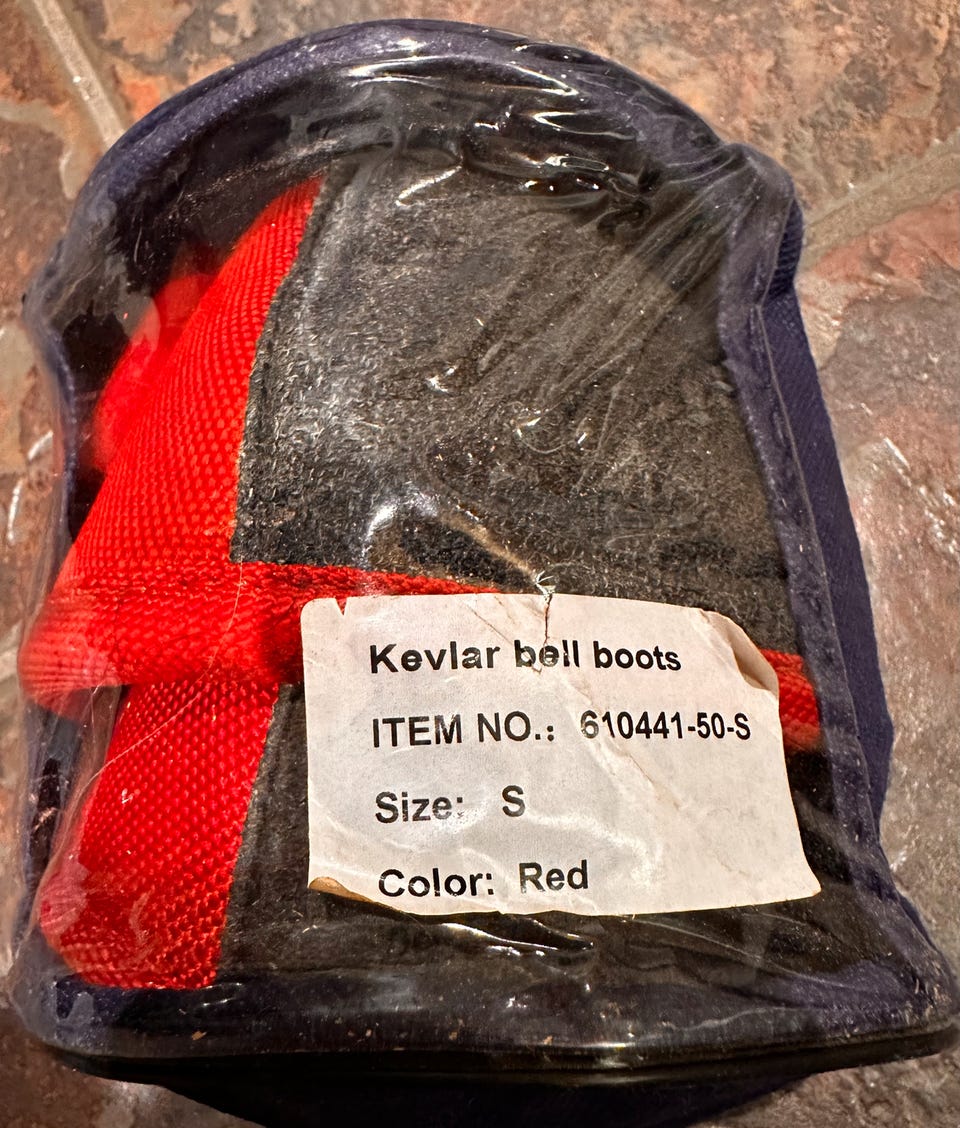 Kevlar bell boots
ITEM NO.: 610441-50-S
Size: S
Color: Red